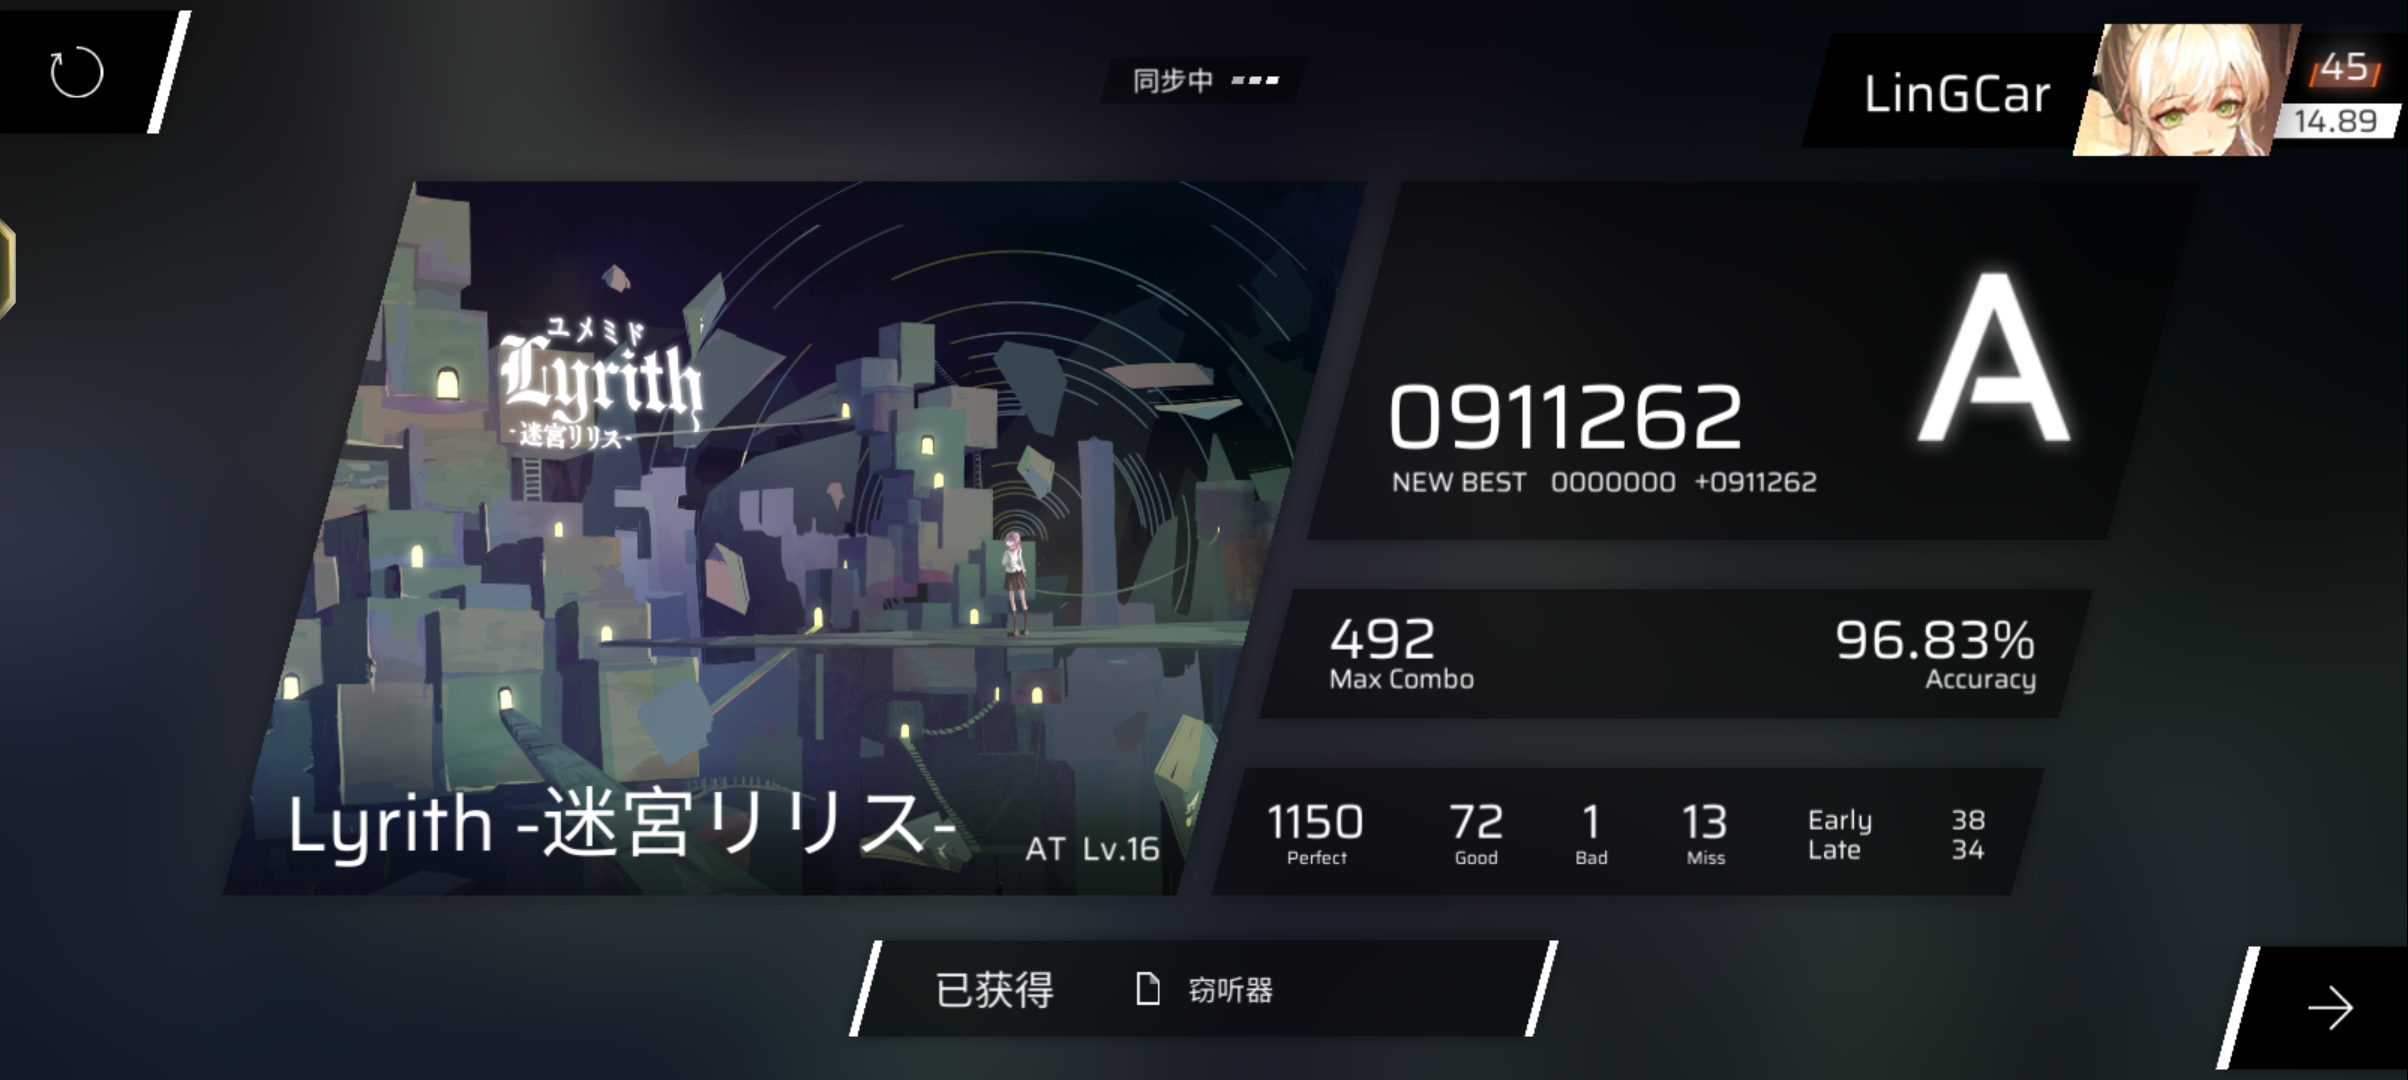 同步中
LinGCar
45
14.89
ユメミド
Lyrith
-迷宮リリス-
Lyrith -迷宮リリス-
AT Lv.16
A
0911262
NEW BEST 0000000 +0911262
492
Max Combo
96.83%
Accuracy
1150
Perfect
72
Good
1
Bad
13
Miss
Early 38
Late 34
已获得 窃听器